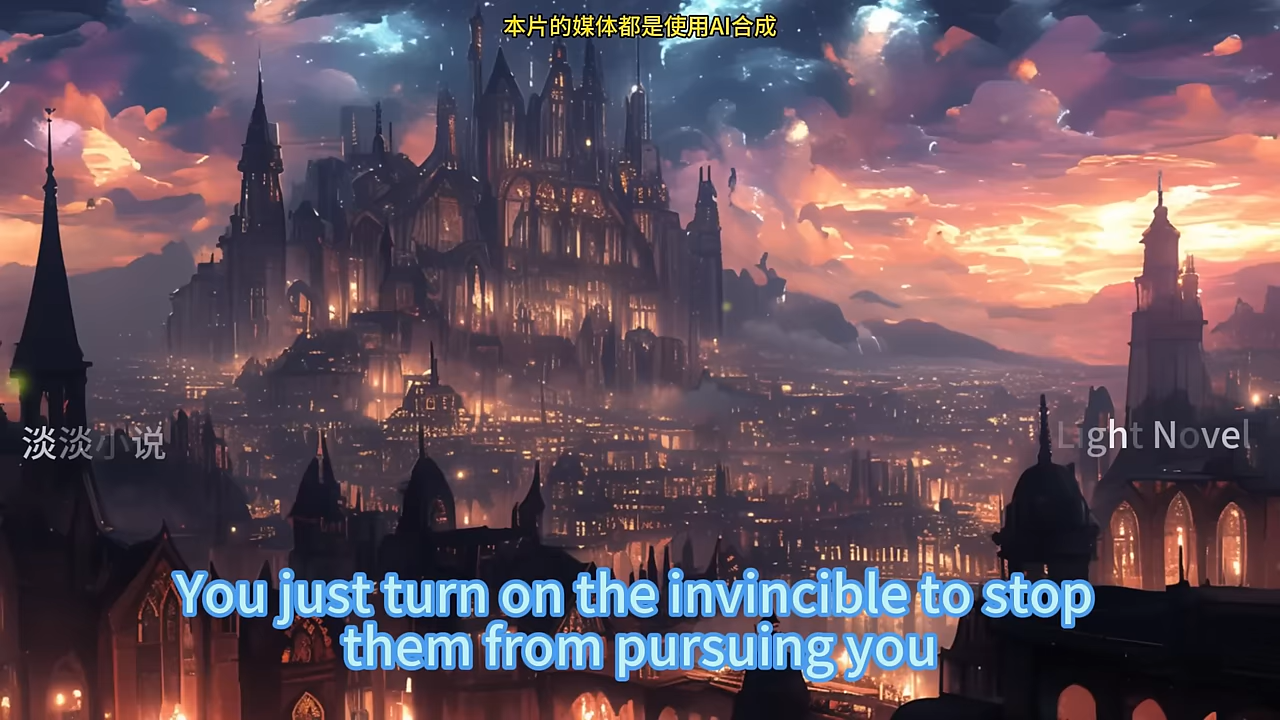 本片的媒体都是使用AI合成
淡淡小说
Light Novel
You just turn on the invincible to stop
them from pursuing you